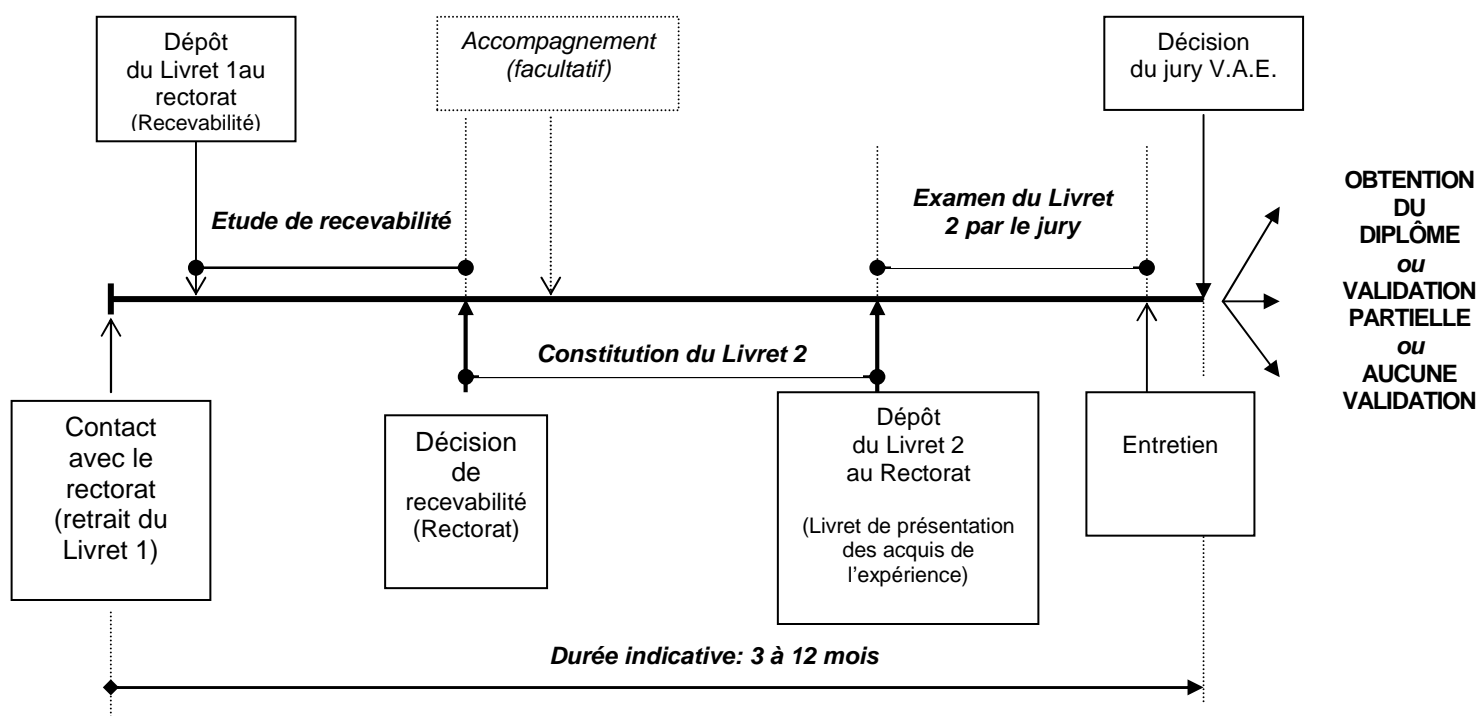 Dépôt
du Livret 1au
rectorat
(Recevabilité)
Accompagnement
(facultatif)
Décision
du jury V.A.E.
Etude de recevabilité
Examen du Livret
2 par le jury
OBTENTION
DU
DIPLÔME
ou
VALIDATION
PARTIELLE
ou
AUCUNE
VALIDATION
Constitution du Livret 2
Contact
avec le
rectorat
(retrait du
Livret 1)
Décision
de
recevabilité
(Rectorat)
Dépôt
du Livret 2
au Rectorat
(Livret de présentation
des acquis de
l'expérience)
Entretien
Durée indicative: 3 à 12 mois